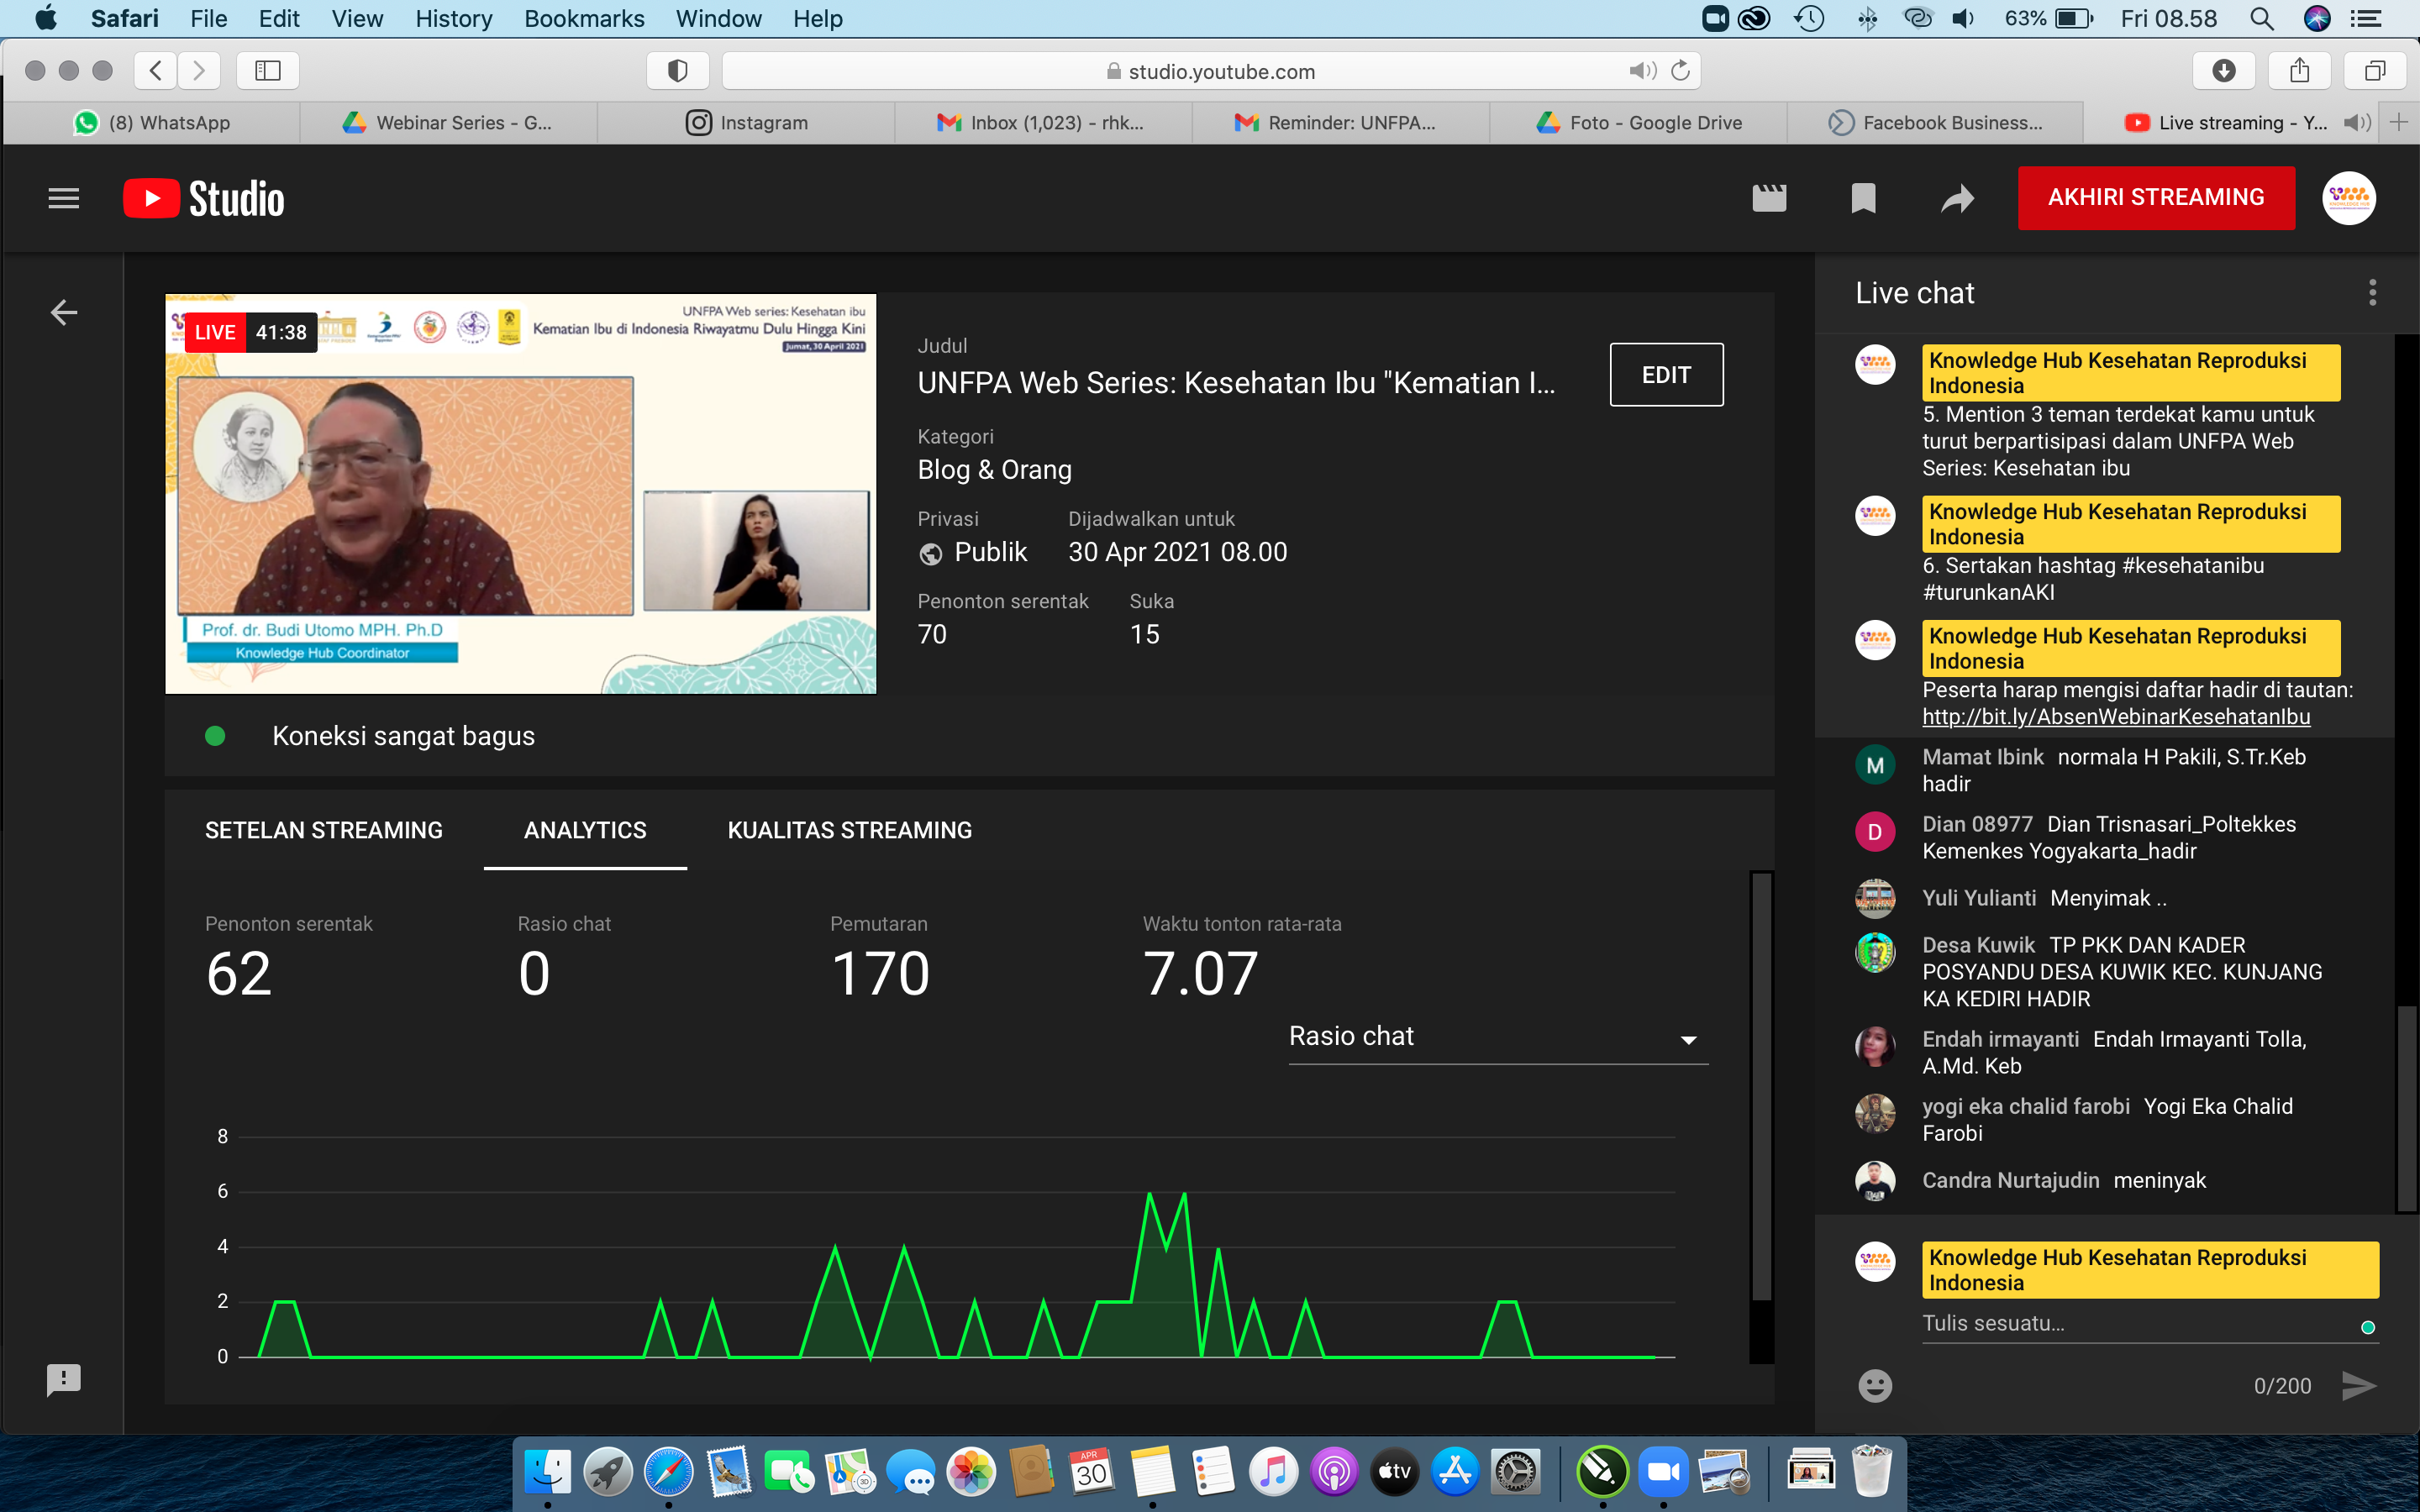 Safari File Edit View History Bookmarks Window Help 63% Fri 08.58
studio.youtube.com
(8) WhatsApp
Webinar Series - G...
Instagram
Inbox (1,023) - rhk...
Reminder: UNFPA...
Foto - Google Drive
Facebook Business...
Live streaming - Y...
Studio
AKHIRI STREAMING
LIVE 41:38
UNFPA Web series: Kesehatan ibu
Kematian Ibu di Indonesia Riwayatmu Dulu Hingga Kini
Jumat, 30 April 2021
Prof. dr. Budi Utomo MPH. Ph.D
Knowledge Hub Coordinator
Judul
UNFPA Web Series: Kesehatan Ibu "Kematian I...
EDIT
Kategori
Blog & Orang
Privasi Dijadwalkan untuk
Publik 30 Apr 2021 08.00
Penonton serentak Suka
70 15
Koneksi sangat bagus
SETELAN STREAMING ANALYTICS KUALITAS STREAMING
Penonton serentak Rasio chat Pemutaran Waktu tonton rata-rata
62 0 170 7.07
Rasio chat
8
6
4
2
0
Live chat
Knowledge Hub Kesehatan Reproduksi
Indonesia
5. Mention 3 teman terdekat kamu untuk
turut berpartisipasi dalam UNFPA Web
Series: Kesehatan ibu
Knowledge Hub Kesehatan Reproduksi
Indonesia
6. Sertakan hashtag #kesehatanibu
#turunkanAKI
Knowledge Hub Kesehatan Reproduksi
Indonesia
Peserta harap mengisi daftar hadir di tautan:
http://bit.ly/AbsenWebinarKesehatanIbu
M
Mamat Ibink normala H Pakili, S.Tr.Keb
hadir
D
Dian 08977 Dian Trisnasari_Poltekkes
Kemenkes Yogyakarta_hadir
Yuli Yulianti Menyimak ..
Desa Kuwik TP PKK DAN KADER
POSYANDU DESA KUWIK KEC. KUNJANG
KA KEDIRI HADIR
Endah irmayanti Endah Irmayanti Tolla,
A.Md. Keb
yogi eka chalid farobi Yogi Eka Chalid
Farobi
Candra Nurtajudin meninyak
Knowledge Hub Kesehatan Reproduksi
Indonesia
Tulis sesuatu...
0/200
APR
30
3D
tv